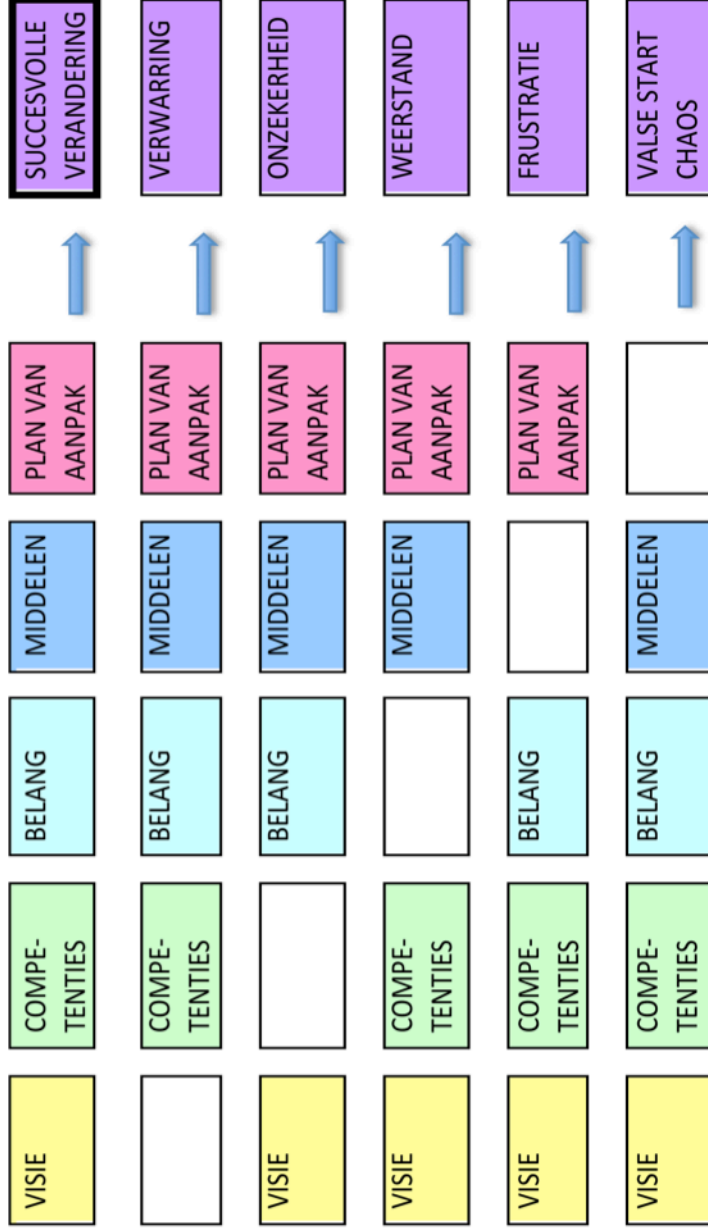 VISIE
COMPE-
TENTIES
BELANG
MIDDELEN
PLAN VAN
AANPAK
SUCCESVOLLE
VERANDERING
COMPE-
TENTIES
BELANG
MIDDELEN
PLAN VAN
AANPAK
VERWARRING
VISIE
BELANG
MIDDELEN
PLAN VAN
AANPAK
ONZEKERHEID
VISIE
COMPE-
TENTIES
MIDDELEN
PLAN VAN
AANPAK
WEERSTAND
VISIE
COMPE-
TENTIES
BELANG
PLAN VAN
AANPAK
FRUSTRATIE
VISIE
COMPE-
TENTIES
BELANG
MIDDELEN
VALSE START
CHAOS